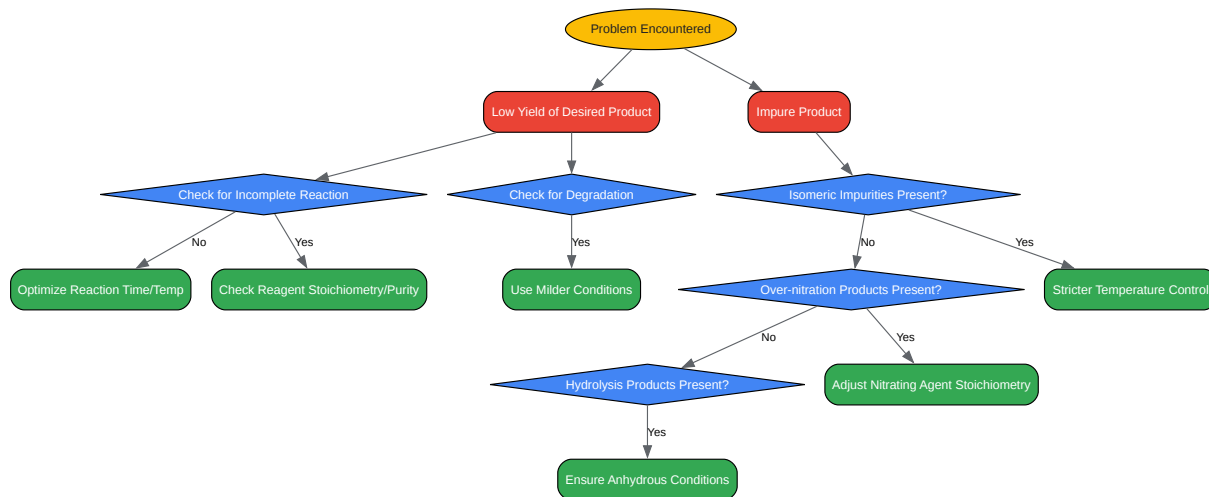 Problem Encountered
Low Yield of Desired Product
Impure Product
Check for Incomplete Reaction
Check for Degradation
Isomeric Impurities Present?
No
Yes
Yes
No
Yes
Optimize Reaction Time/Temp
Check Reagent Stoichiometry/Purity
Use Milder Conditions
Over-nitration Products Present?
Stricter Temperature Control
No
Yes
Hydrolysis Products Present?
Adjust Nitrating Agent Stoichiometry
Yes
Ensure Anhydrous Conditions